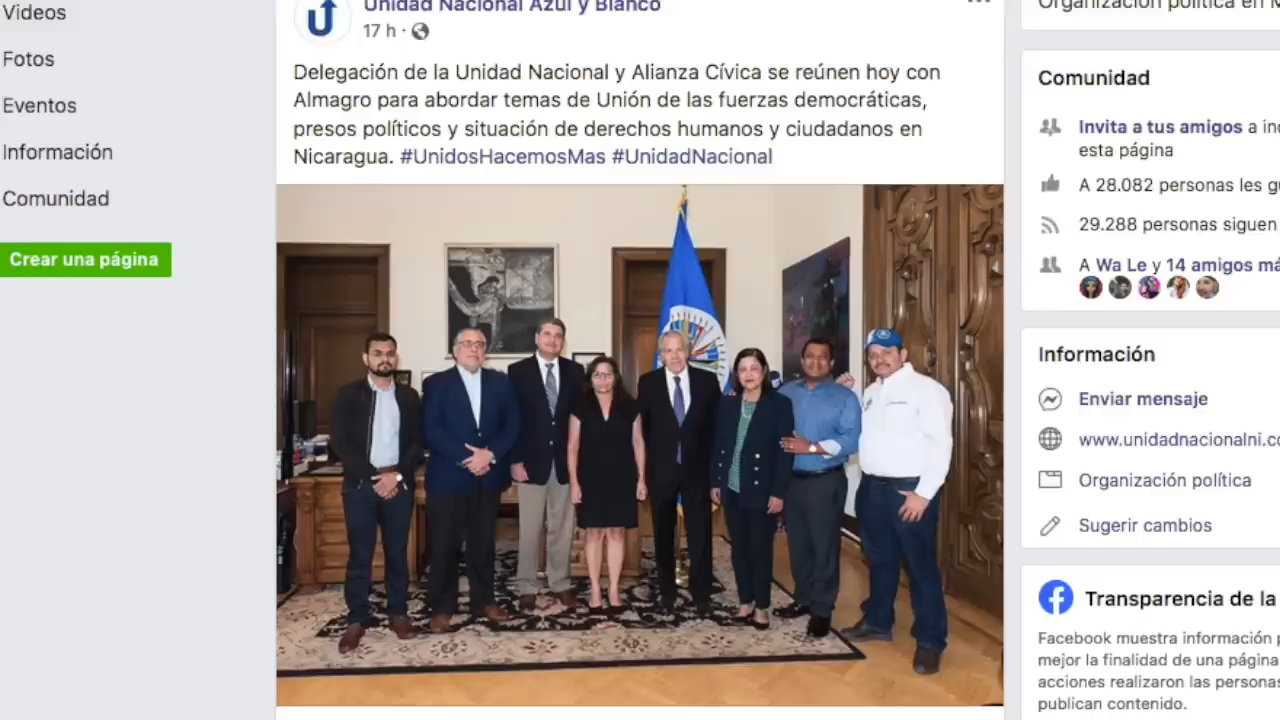 Videos
Fotos
Eventos
Información
Comunidad
Crear una página
Unidad Nacional Azul y Blanco
17 h ·
Delegación de la Unidad Nacional y Alianza Cívica se reúnen hoy con
Almagro para abordar temas de Unión de las fuerzas democráticas,
presos políticos y situación de derechos humanos y ciudadanos en
Nicaragua. #UnidosHacemosMas #UnidadNacional
Organización política en
Comunidad
Invita a tus amigos a
esta página
A 28.082 personas les
29.288 personas siguen
A Wa Le y 14 amigos
Información
Enviar mensaje
www.unidadnacionalni.
Organización política
Sugerir cambios
Transparencia de la
Facebook muestra información
mejor la finalidad de una página
acciones realizaron las personas
publican contenido.